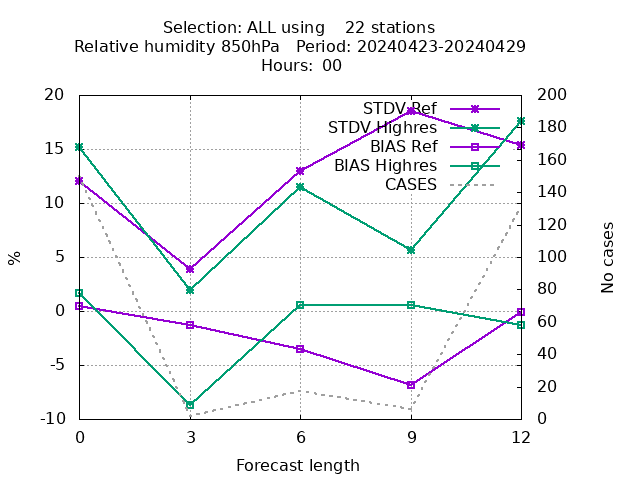 Selection: ALL using    22 stations
Relative humidity 850hPa   Period: 20240423-20240429
Hours: 00
20
15
10
5
0
-5
-10
%
200
180
160
140
120
100
80
60
40
20
0
No cases
STDV Ref
STDV Highres
BIAS Ref
BIAS Highres
CASES
0 3 6 9 12
Forecast length